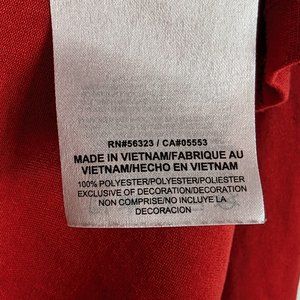 RN#56323 / CA#05553
MADE IN VIETNAM/FABRIQUE AU
VIETNAM/HECHO EN VIETNAM
100% POLYESTER/POLYESTER/POLIESTER
EXCLUSIVE OF DECORATION/DECORATION
NON COMPRISE/NO INCLUYE LA
DECORACION